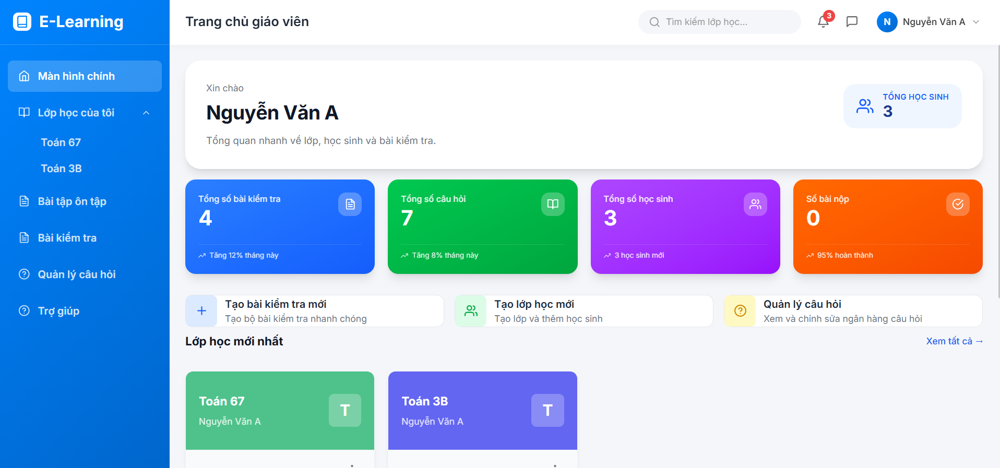 E-Learning
Màn hình chính
Lớp học của tôi
Toán 67
Toán 3B
Bài tập ôn tập
Bài kiểm tra
Quản lý câu hỏi
Trợ giúp
Trang chủ giáo viên
Tìm kiếm lớp học...
3
N
Nguyễn Văn A
Xin chào
Nguyễn Văn A
Tổng quan nhanh về lớp, học sinh và bài kiểm tra.
TỔNG HỌC SINH
3
Tổng số bài kiểm tra
4
Tăng 12% tháng này
Tổng số câu hỏi
7
Tăng 8% tháng này
Tổng số học sinh
3
3 học sinh mới
Số bài nộp
0
95% hoàn thành
Tạo bài kiểm tra mới
Tạo bộ bài kiểm tra nhanh chóng
Tạo lớp học mới
Tạo lớp và thêm học sinh
Quản lý câu hỏi
Xem và chỉnh sửa ngân hàng câu hỏi
Lớp học mới nhất
Xem tất cả →
Toán 67
Nguyễn Văn A
T
Toán 3B
Nguyễn Văn A
T